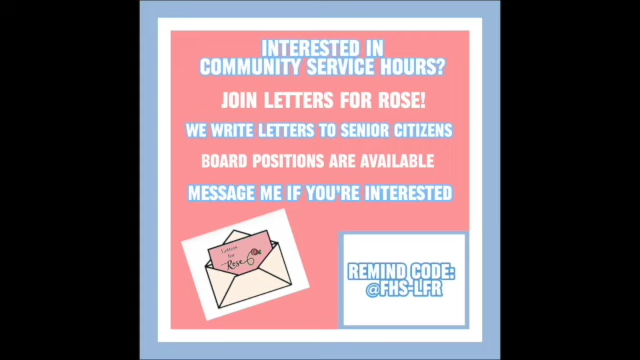 INTERESTED IN
COMMUNITY SERVICE HOURS?
JOIN LETTERS FOR ROSE!
WE WRITE LETTERS TO SENIOR CITIZENS
BOARD POSITIONS ARE AVAILABLE
MESSAGE ME IF YOU'RE INTERESTED
Letters
for
Rose
REMIND CODE:
@FHS-LFR